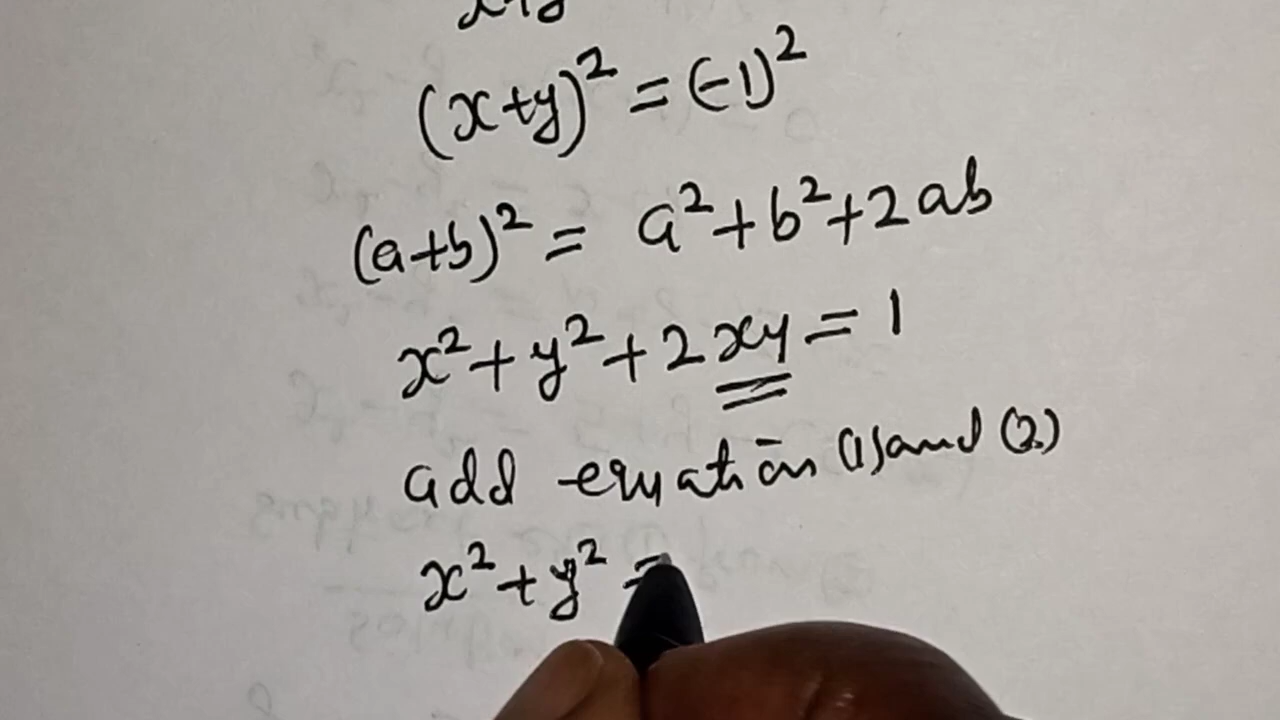 (x+y)² = (-1)²
(a+b)² = a²+b²+2ab
x²+y²+2xy = 1
add equation (1) and (2)
x²+y² =